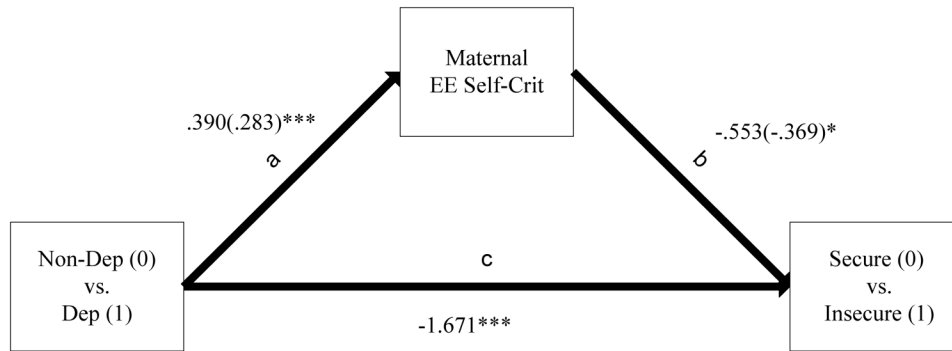 Maternal
EE Self-Crit
.390(.283)***
a
-.553(-.369)*
b
Non-Dep (0)
vs.
Dep (1)
c
-1.671***
Secure (0)
vs.
Insecure (1)